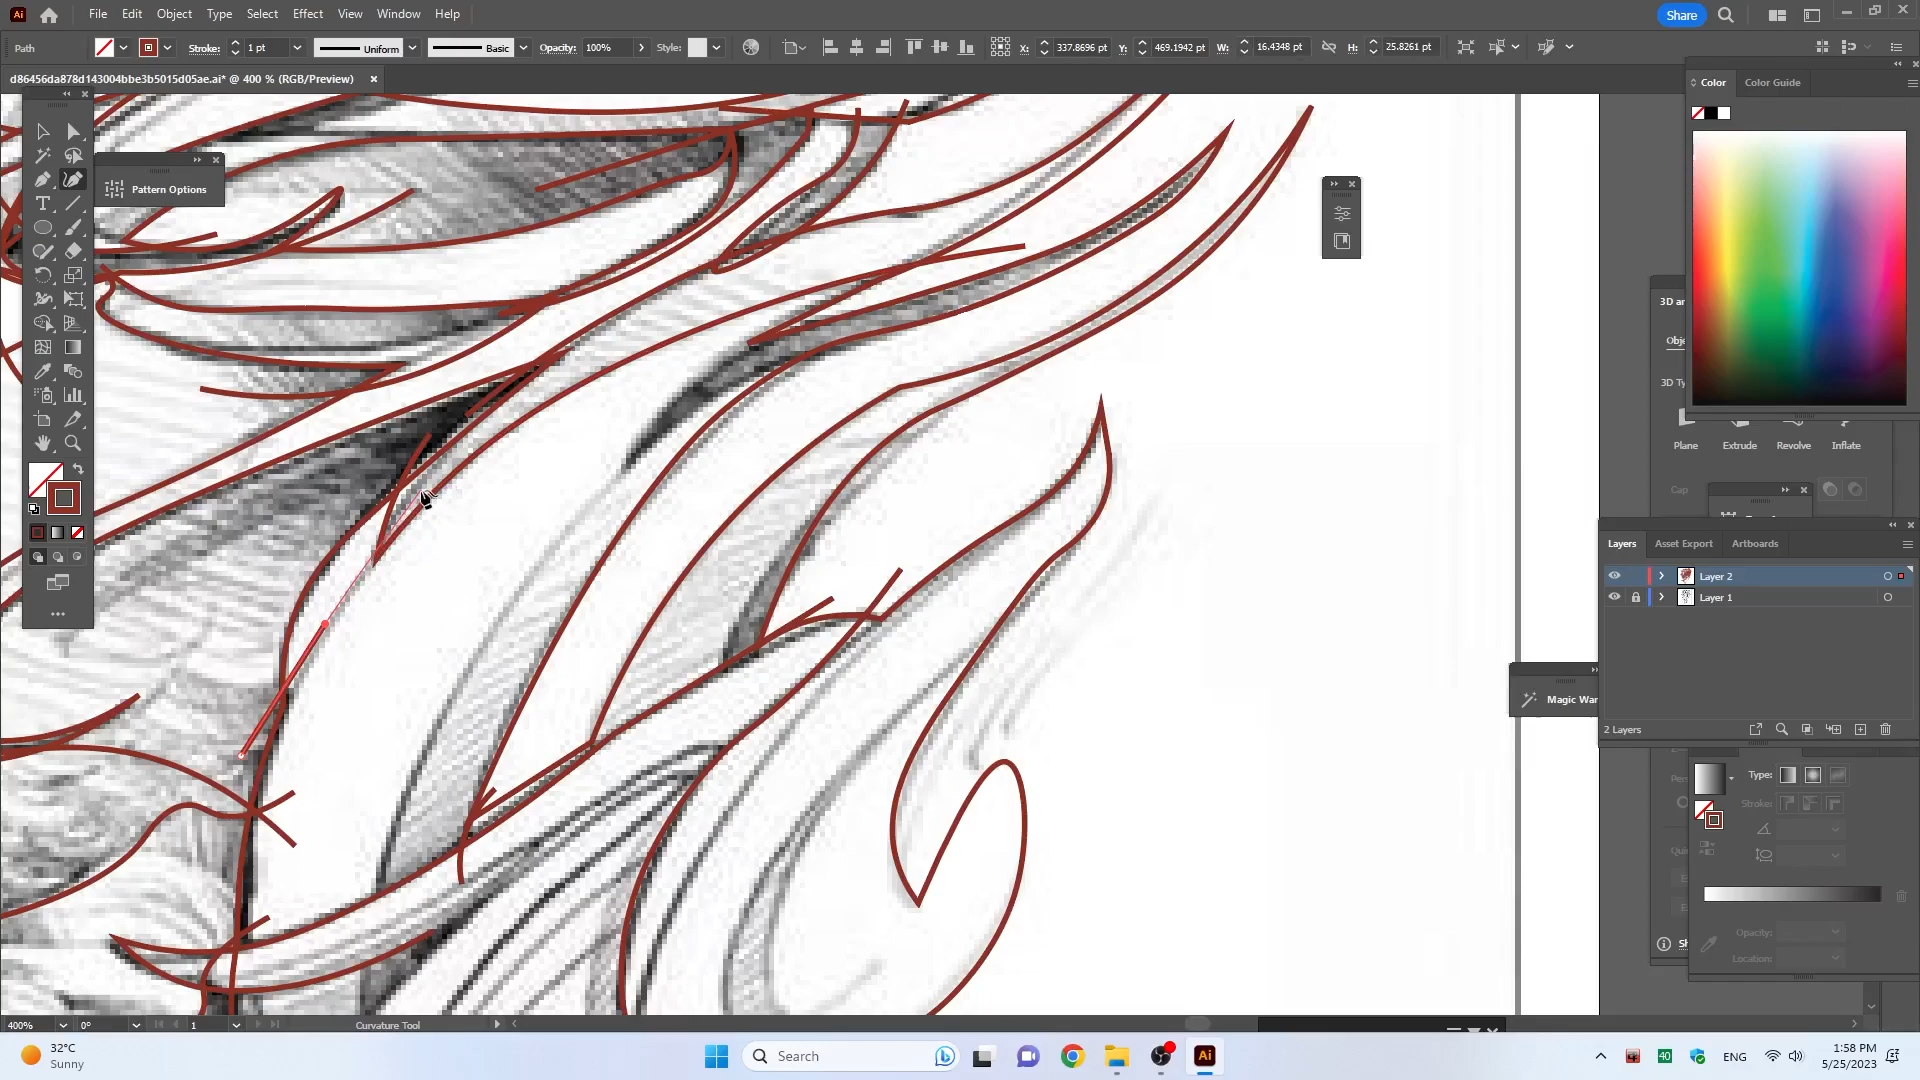 Ai File Edit Object Type Select Effect View Window Help Share
Path Stroke: 1 pt Uniform Basic Opacity: 100% Style: X: 337.8696 pt Y: 469.1942 pt W: 16.4348 pt H: 25.8261 pt
d86456da878d143004bbe3b5015d05ae.ai* @ 400 % (RGB/Preview)
Color Color Guide
Pattern Options
3D ar
Obje
3D Ty
Plane Extrude Revolve Inflate
Cap
Layers Asset Export Artboards
Layer 2
Layer 1
Magic War
2 Layers
Type:
Stroke:
Opacity:
Location:
400% 0° 1 Curvature Tool
32°C
Sunny
Search
Ai
40
ENG
1:58 PM
5/25/2023